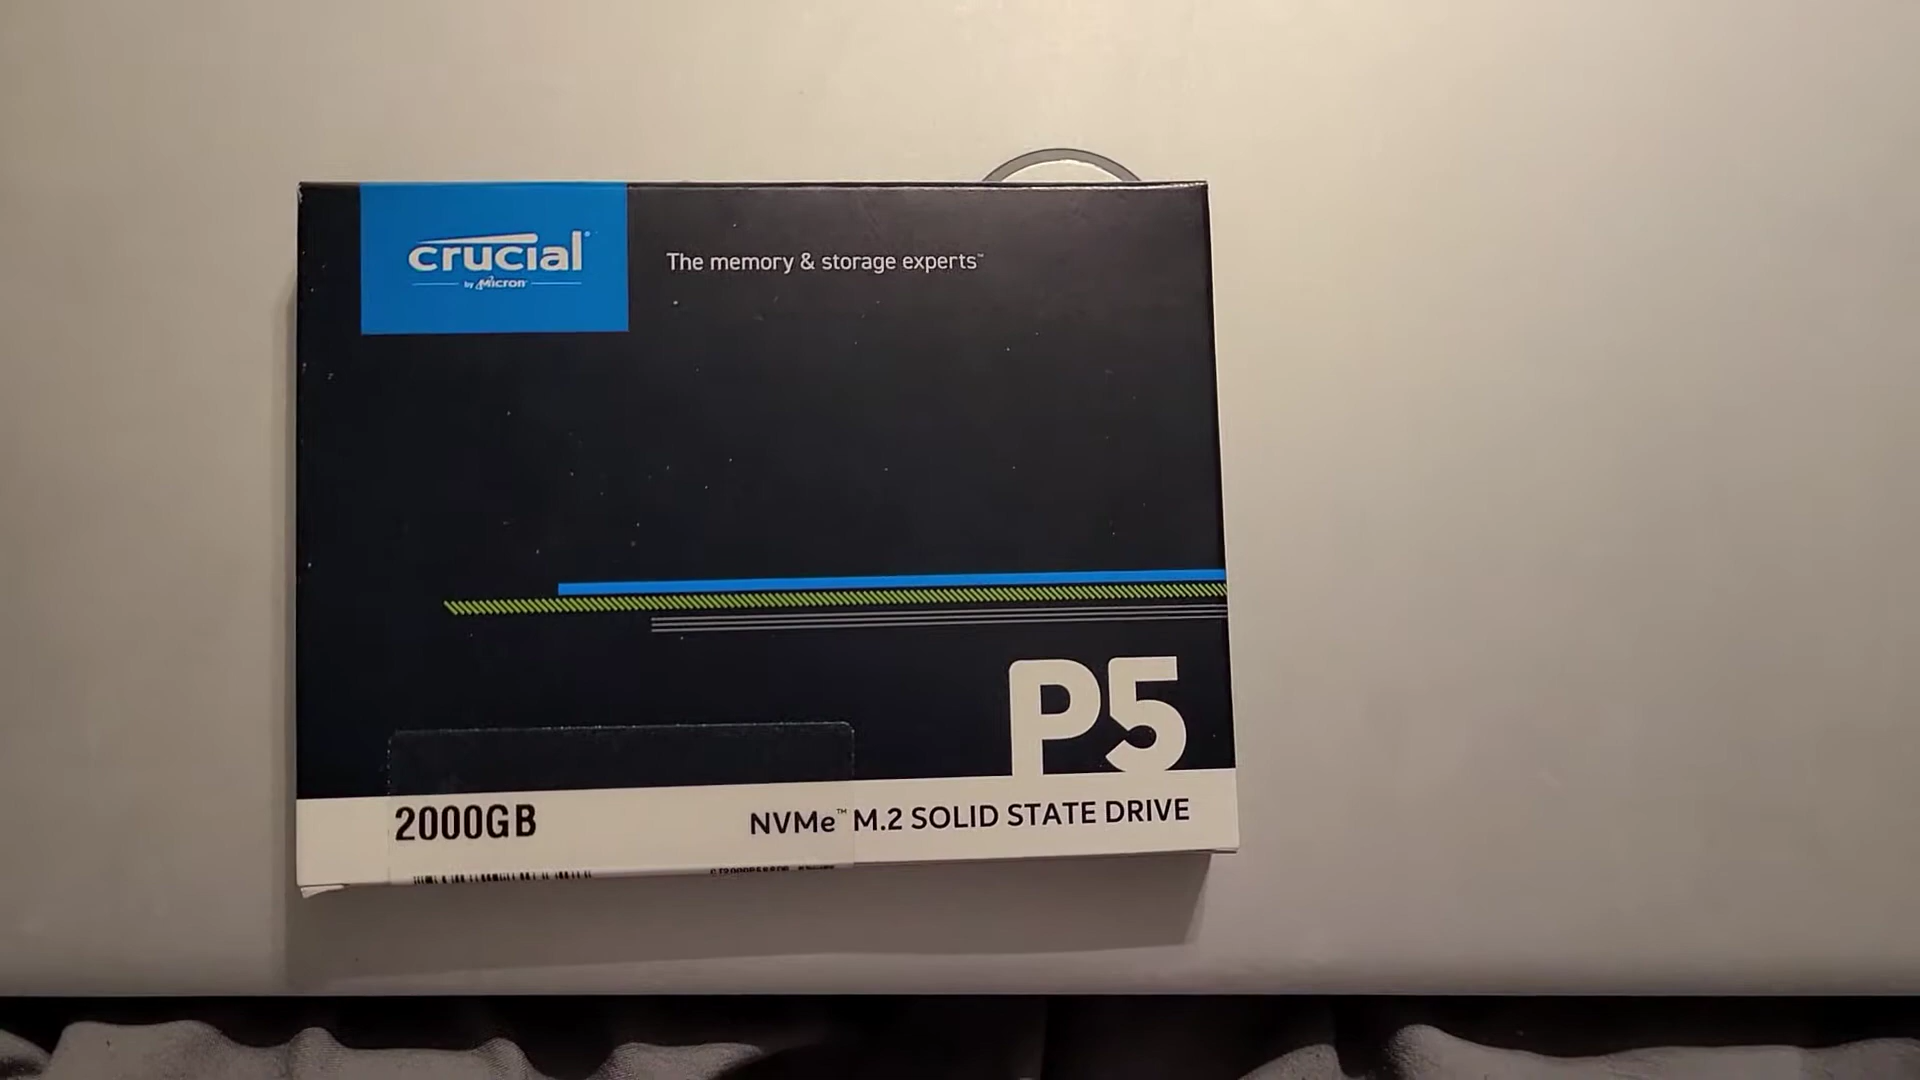 crucial
by Micron
The memory & storage experts™
P5
2000GB
NVMe™ M.2 SOLID STATE DRIVE